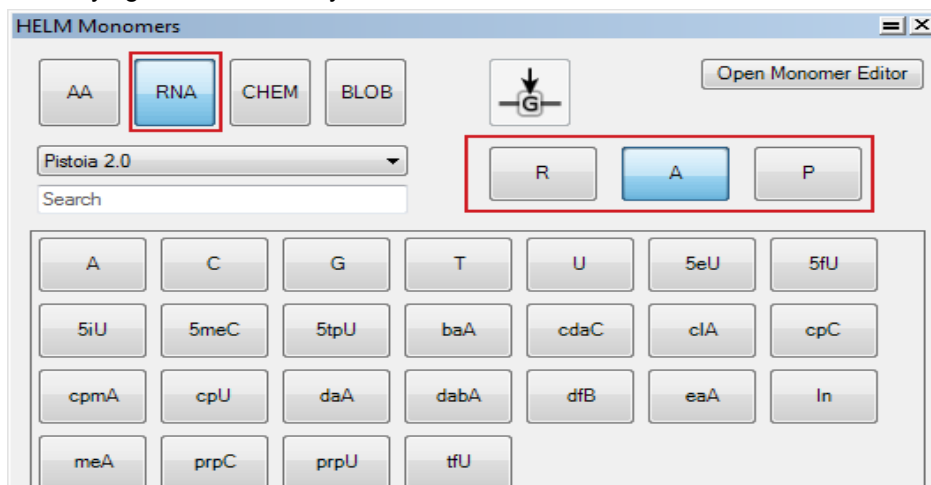 HELM Monomers
AA RNA CHEM BLOB G Open Monomer Editor
Pistoia 2.0
R A P
Search
A C G T U 5eU 5fU
5iU 5meC 5tpU baA cdaC clA cpC
cpmA cpU daA dabA dfB eaA In
meA prpC prpU tfU